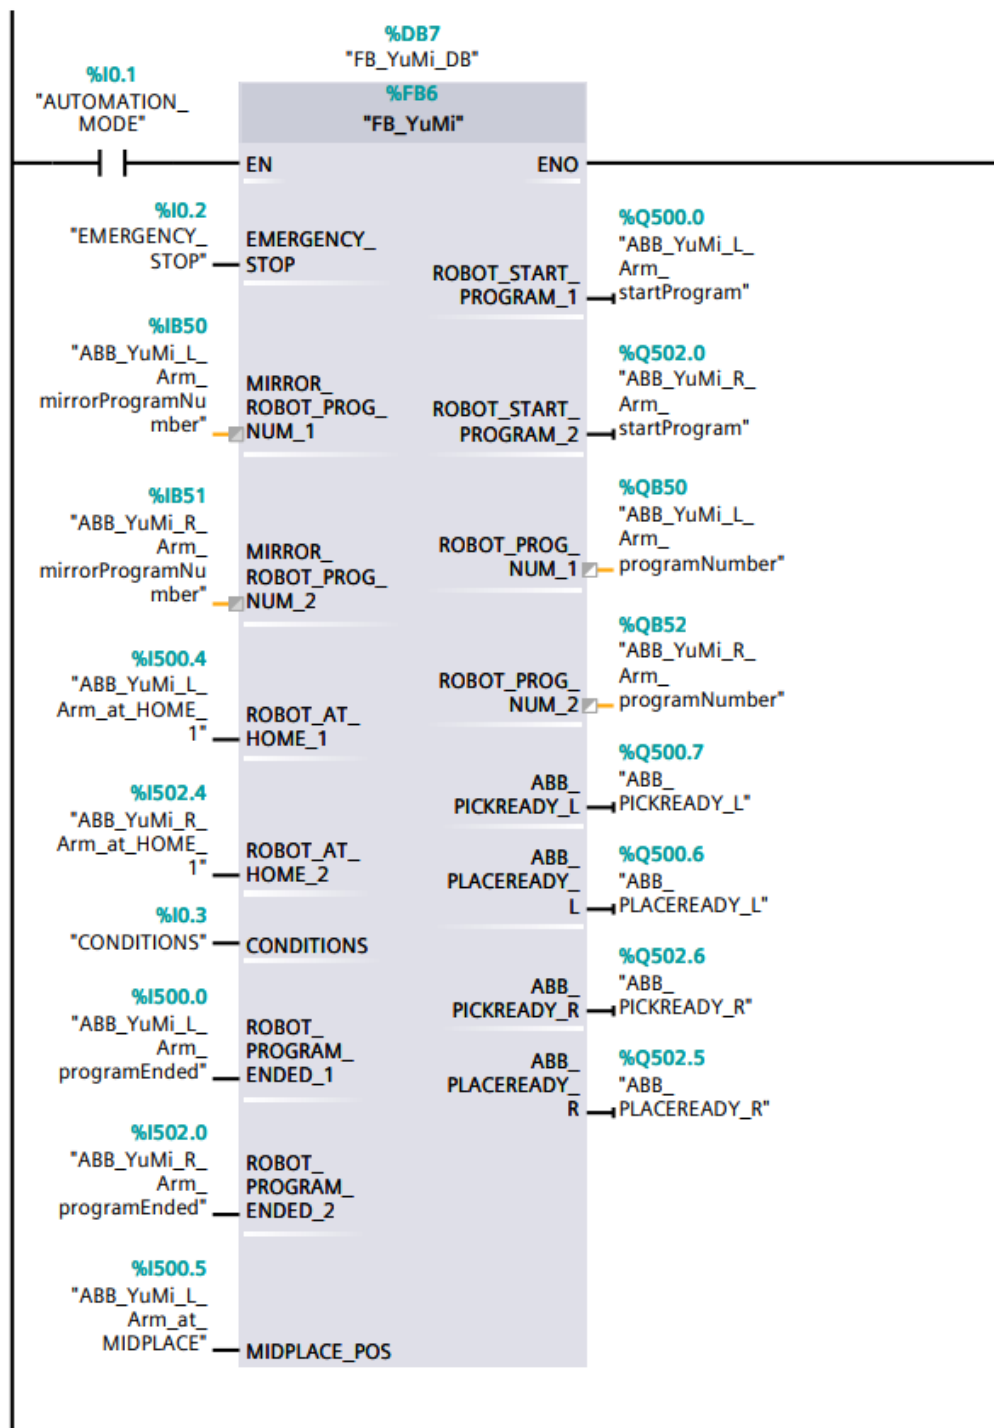 %DB7
"FB_YuMi_DB"
%I0.1
"AUTOMATION_
MODE"
%FB6
"FB_YuMi"
EN
ENO
%I0.2
"EMERGENCY_
STOP"
EMERGENCY_
STOP
%IB50
"ABB_YuMi_L_
Arm_
mirrorProgramNu
mber"
MIRROR_
ROBOT_PROG_
NUM_1
%IB51
"ABB_YuMi_R_
Arm_
mirrorProgramNu
mber"
MIRROR_
ROBOT_PROG_
NUM_2
%I500.4
"ABB_YuMi_L_
Arm_at_HOME_
1"
ROBOT_AT_
HOME_1
%I502.4
"ABB_YuMi_R_
Arm_at_HOME_
1"
ROBOT_AT_
HOME_2
%I0.3
"CONDITIONS"
CONDITIONS
%I500.0
"ABB_YuMi_L_
Arm_
programEnded"
ROBOT_
PROGRAM_
ENDED_1
%I502.0
"ABB_YuMi_R_
Arm_
programEnded"
ROBOT_
PROGRAM_
ENDED_2
%I500.5
"ABB_YuMi_L_
Arm_at_
MIDPLACE"
MIDPLACE_POS
ROBOT_START_
PROGRAM_1
%Q500.0
"ABB_YuMi_L_
Arm_
startProgram"
ROBOT_START_
PROGRAM_2
%Q502.0
"ABB_YuMi_R_
Arm_
startProgram"
ROBOT_PROG_
NUM_1
%QB50
"ABB_YuMi_L_
Arm_
programNumber"
ROBOT_PROG_
NUM_2
%QB52
"ABB_YuMi_R_
Arm_
programNumber"
ABB_
PICKREADY_L
%Q500.7
"ABB_
PICKREADY_L"
ABB_
PLACEREADY_
L
%Q500.6
"ABB_
PLACEREADY_L"
ABB_
PICKREADY_R
%Q502.6
"ABB_
PICKREADY_R"
ABB_
PLACEREADY_
R
%Q502.5
"ABB_
PLACEREADY_R"